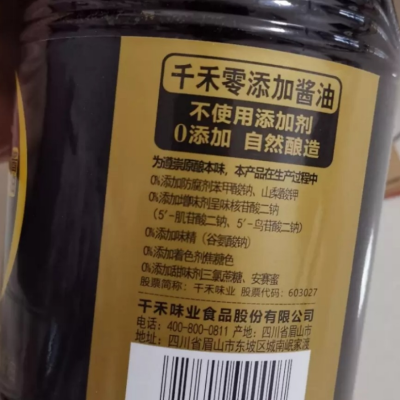 千禾零添加酱油
不使用添加剂
0添加 自然酿造
为遵崇原酿本味，本产品在生产过程中
0%添加防腐剂苯甲酸钠、山梨酸钾
0%添加增味剂呈味核苷酸二钠
（5′-肌苷酸二钠、5′-鸟苷酸二钠）
0%添加味精（谷氨酸钠）
0%添加着色剂焦糖色
0%添加甜味剂三氯蔗糖、安赛蜜
股票简称：千禾味业 股票代码：603027
千禾味业食品股份有限公司
电话：400-800-0811 产地：四川省眉山市
地址：四川省眉山市东坡区城南岷家渡